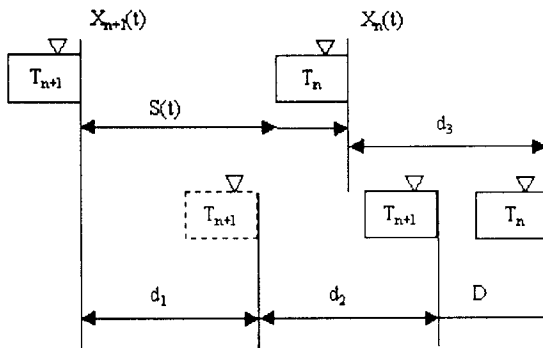 X_{n+1}(t) X_n(t)
T_{n+1} T_n
S(t)
d_3
T_{n+1} T_{n+1} T_n
d_1 d_2 D